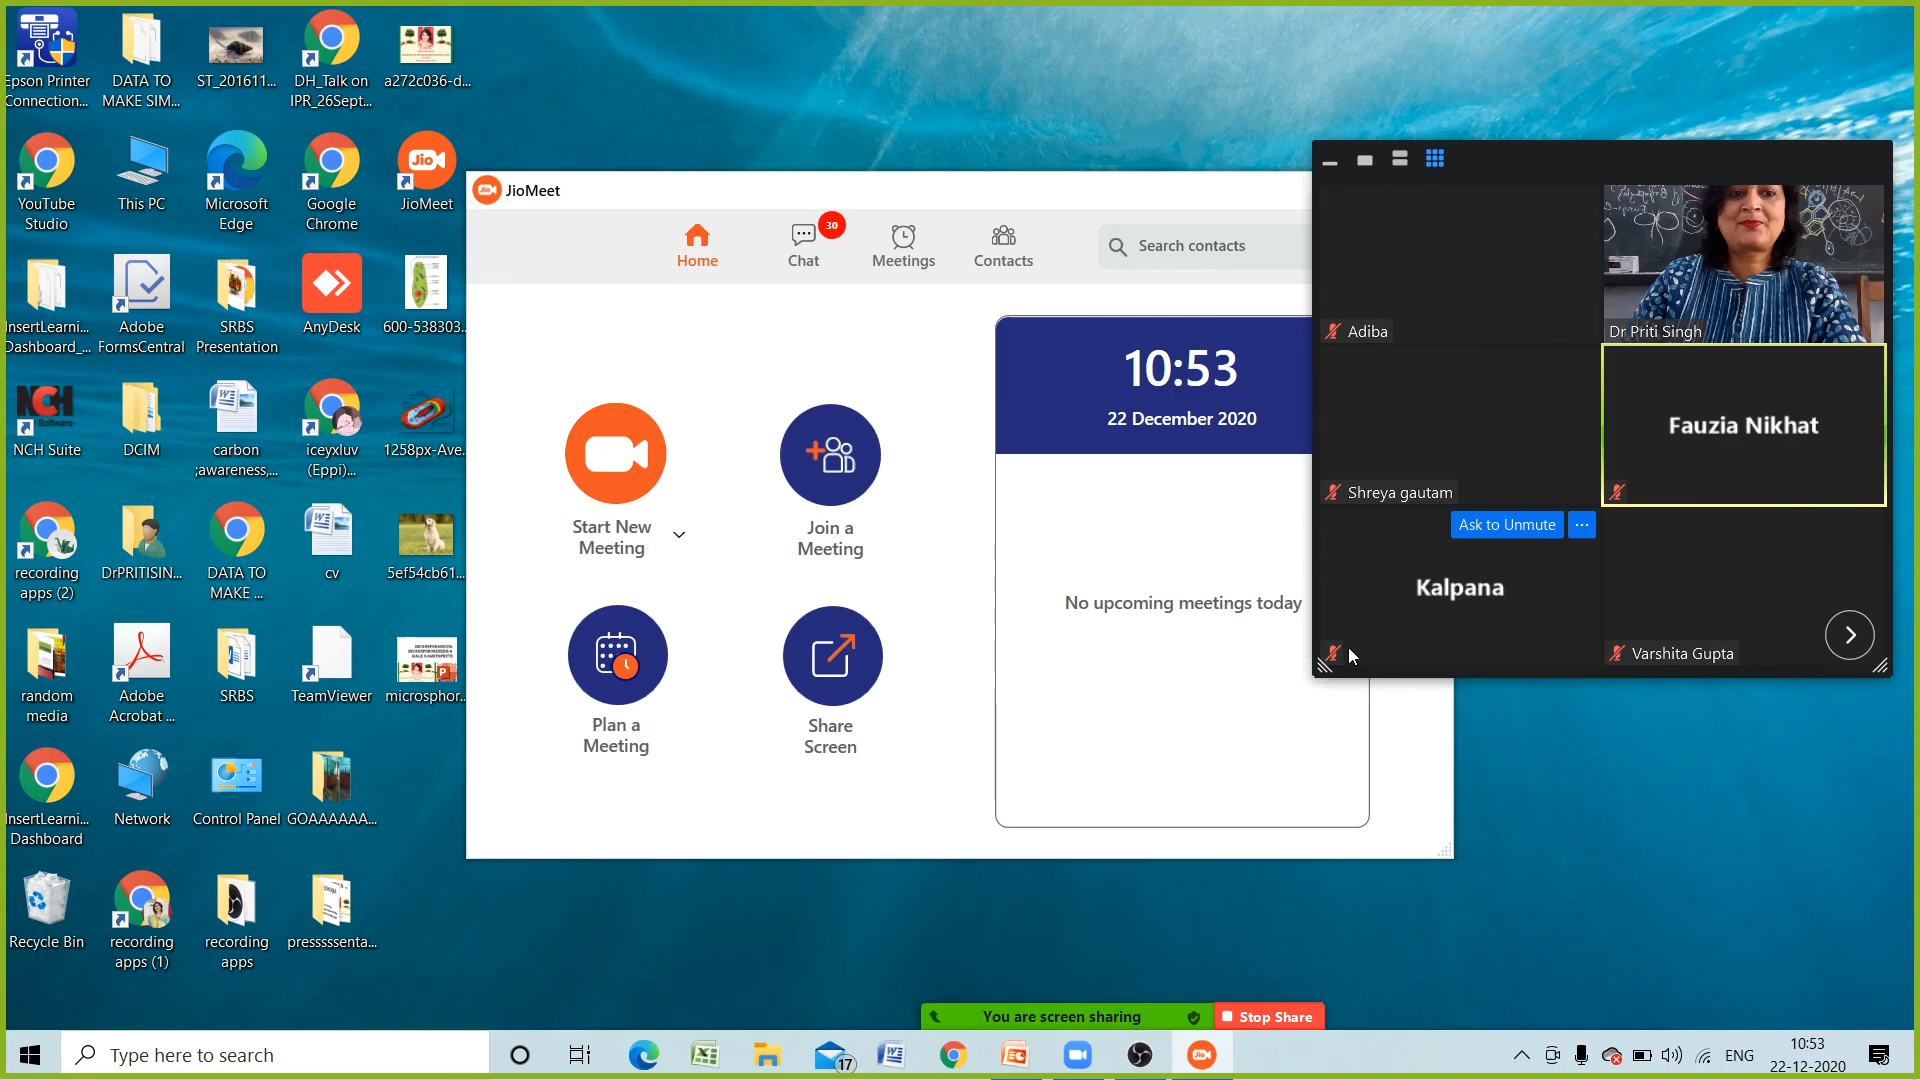 Epson Printer
Connection...
DATA TO
MAKE SIM...
ST_201611...
DH_Talk on
IPR_26Sept...
a272c036-d...
YouTube
Studio
This PC
Microsoft
Edge
Google
Chrome
Jio
JioMeet
InsertLearni...
Dashboard_...
Adobe
FormsCentral
SRBS
Presentation
AnyDesk
600-538303...
NCH
Software
NCH Suite
DCIM
carbon
;awareness,...
iceyxluv
(Eppi)...
1258px-Ave...
recording
apps (2)
DrPRITISIN...
DATA TO
MAKE ...
cv
5ef54cb61...
random
media
Adobe
Acrobat ...
SRBS
TeamViewer
microsphor...
InsertLearni...
Dashboard
Network
Control Panel
GOAAAAAA...
Recycle Bin
recording
apps (1)
recording
apps
presssssenta...
JioMeet
Home
Chat
30
Meetings
Contacts
Search contacts
Start New
Meeting
Join a
Meeting
Plan a
Meeting
Share
Screen
10:53
22 December 2020
No upcoming meetings today
Adiba
Dr Priti Singh
Shreya gautam
Fauzia Nikhat
Ask to Unmute
...
Kalpana
Varshita Gupta
You are screen sharing
Stop Share
Type here to search
17
Jio
ENG
10:53
22-12-2020